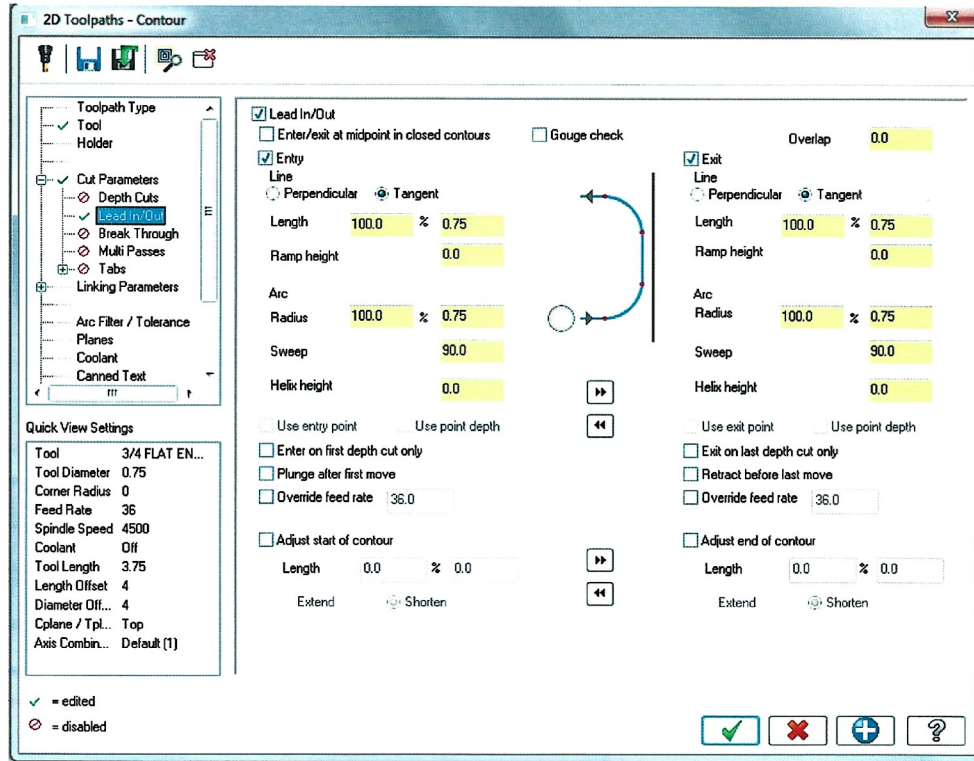 2D Toolpaths - Contour
Toolpath Type
Tool
Holder
Cut Parameters
Depth Cuts
Lead In/Out
Break Through
Multi Passes
Tabs
Linking Parameters
Arc Filter / Tolerance
Planes
Coolant
Canned Text
Quick View Settings
Tool 3/4 FLAT EN...
Tool Diameter 0.75
Corner Radius 0
Feed Rate 36
Spindle Speed 4500
Coolant Off
Tool Length 3.75
Length Offset 4
Diameter Off... 4
Cplane / Tpl... Top
Axis Combin... Default (1)
= edited
= disabled
Lead In/Out
Enter/exit at midpoint in closed contours
Gouge check
Overlap 0.0
Entry
Line
Perpendicular Tangent
Length 100.0 % 0.75
Ramp height 0.0
Arc
Radius 100.0 % 0.75
Sweep 90.0
Helix height 0.0
Use entry point Use point depth
Enter on first depth cut only
Plunge after first move
Override feed rate 36.0
Adjust start of contour
Length 0.0 % 0.0
Extend Shorten
Exit
Line
Perpendicular Tangent
Length 100.0 % 0.75
Ramp height 0.0
Arc
Radius 100.0 % 0.75
Sweep 90.0
Helix height 0.0
Use exit point Use point depth
Exit on last depth cut only
Retract before last move
Override feed rate 36.0
Adjust end of contour
Length 0.0 % 0.0
Extend Shorten